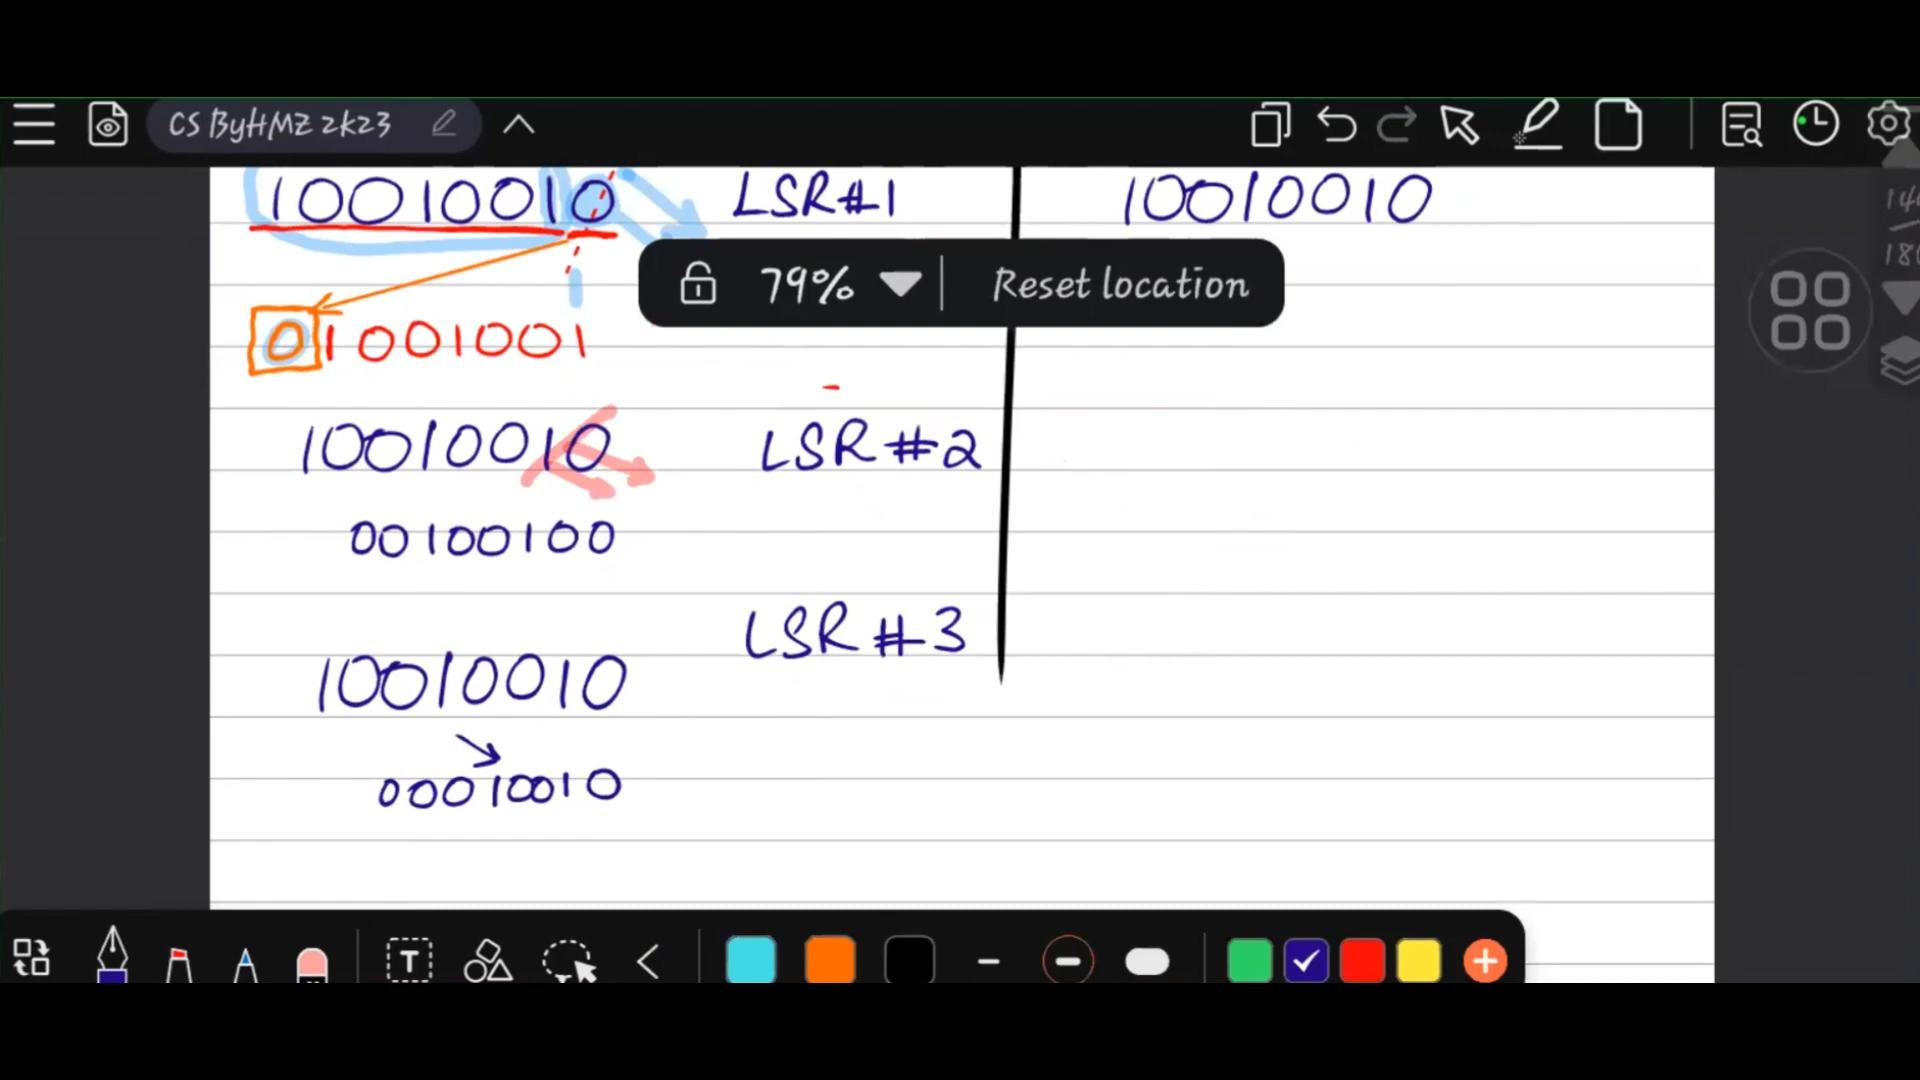 CS ByHMZ 2k23
10010010 LSR#1 10010010
79% Reset location
01001001
10010010 LSR #2
00100100
LSR #3
10010010
00010010
T